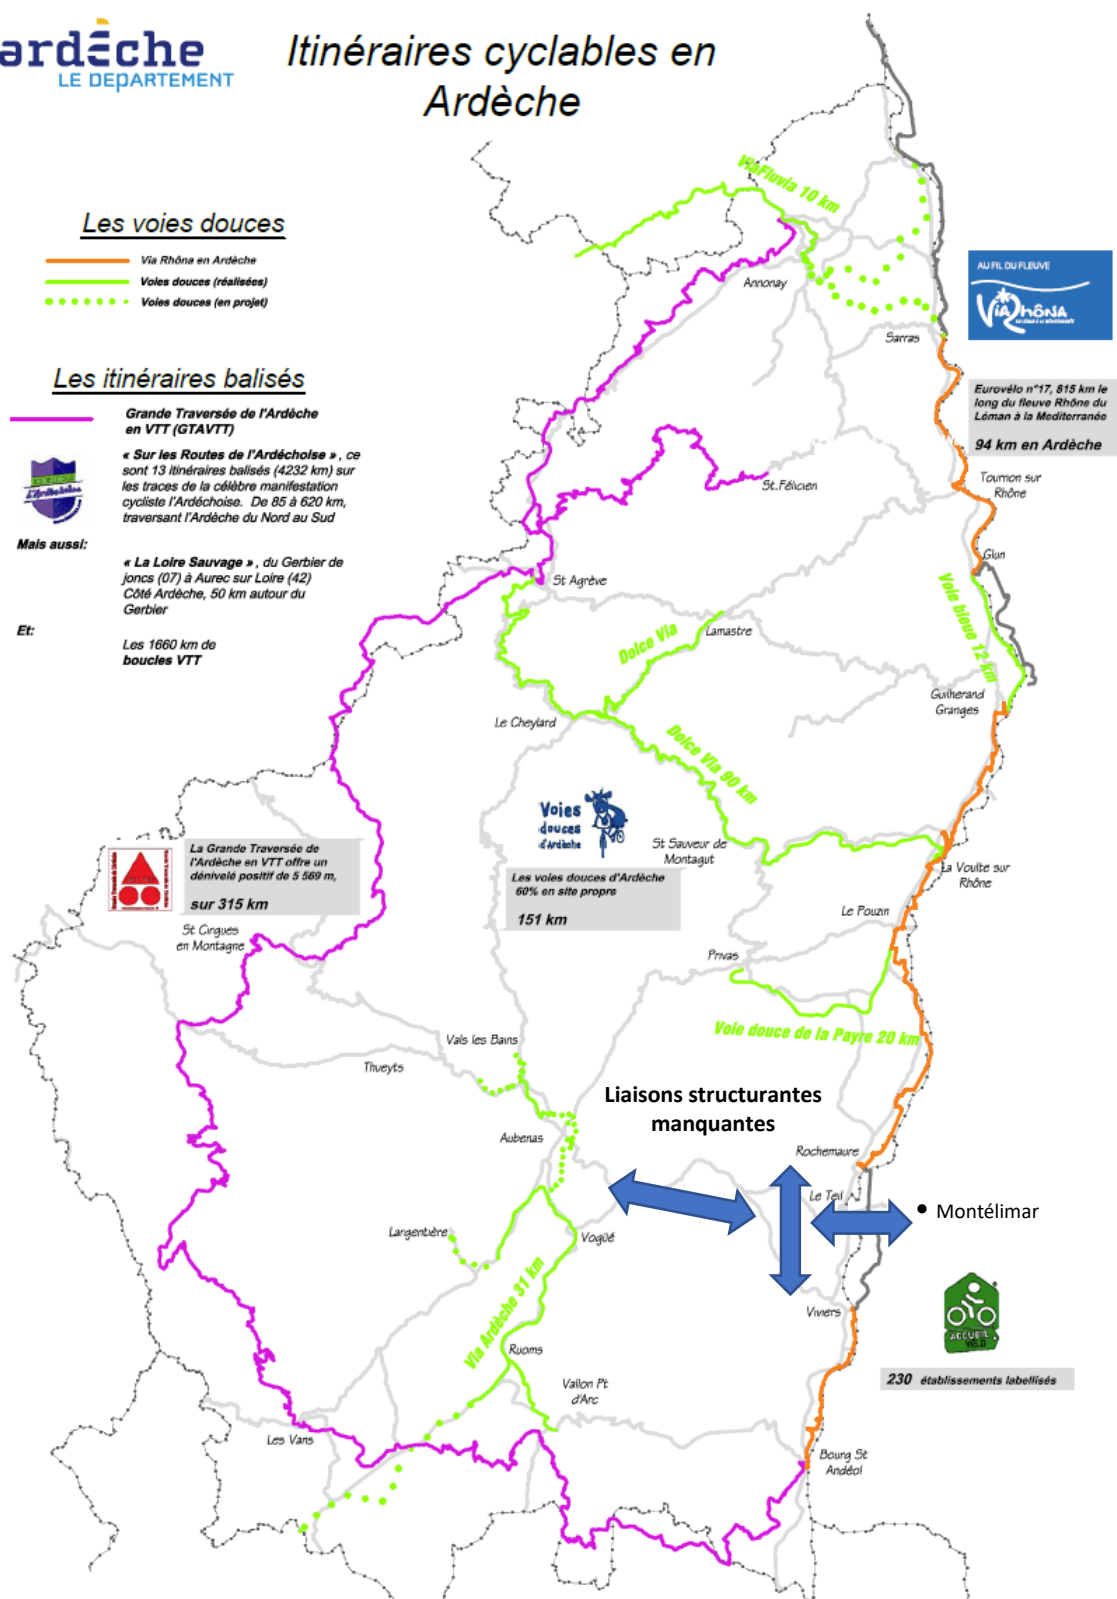 ardèche
LE DEPARTEMENT
Itinéraires cyclables en
Ardèche
Les voies douces
Via Rhôna en Ardèche
Voies douces (réalisées)
Voies douces (en projet)
Les itinéraires balisés
Grande Traversée de l'Ardèche
en VTT (GTAVTT)
« Sur les Routes de l'Ardéchoise » , ce
sont 13 itinéraires balisés (4232 km) sur
les traces de la célèbre manifestation
cycliste l'Ardéchoise. De 85 à 620 km,
traversant l'Ardèche du Nord au Sud
Mais aussi:
« La Loire Sauvage » , du Gerbier de
joncs (07) à Aurec sur Loire (42)
Côté Ardèche, 50 km autour du
Gerbier
Et:
Les 1660 km de
boucles VTT
ViaFluvia 10 km
Annonay
Sarras
AU FIL DU FLEUVE
ViaRhôna
Eurovélo n°17, 815 km le
long du fleuve Rhône du
Léman à la Mediterranée
94 km en Ardèche
St.Félicien
Tournon sur
Rhône
Glun
St Agrève
Voie bleue 12 km
Dolce Via
Lamastre
Guilherand
Granges
Le Cheylard
Dolce Via 90 km
Voies
douces
d'Ardèche
St Sauveur de
Montagut
La Voulte sur
Rhône
La Grande Traversée de
l'Ardèche en VTT offre un
dénivelé positif de 5 569 m,
sur 315 km
Les voies douces d'Ardèche
60% en site propre
151 km
Le Pouzin
St Cirgues
en Montagne
Privas
Voie douce de la Payre 20 km
Vals les Bains
Thueyts
Liaisons structurantes
manquantes
Aubenas
Rochemaure
Le Teil
• Montélimar
Largentière
Vogüé
Via Ardèche 31 km
Viviers
ACCUEIL
VÉLO
Ruoms
230 établissements labellisés
Vallon Pt
d'Arc
Les Vans
Bourg St
Andéol